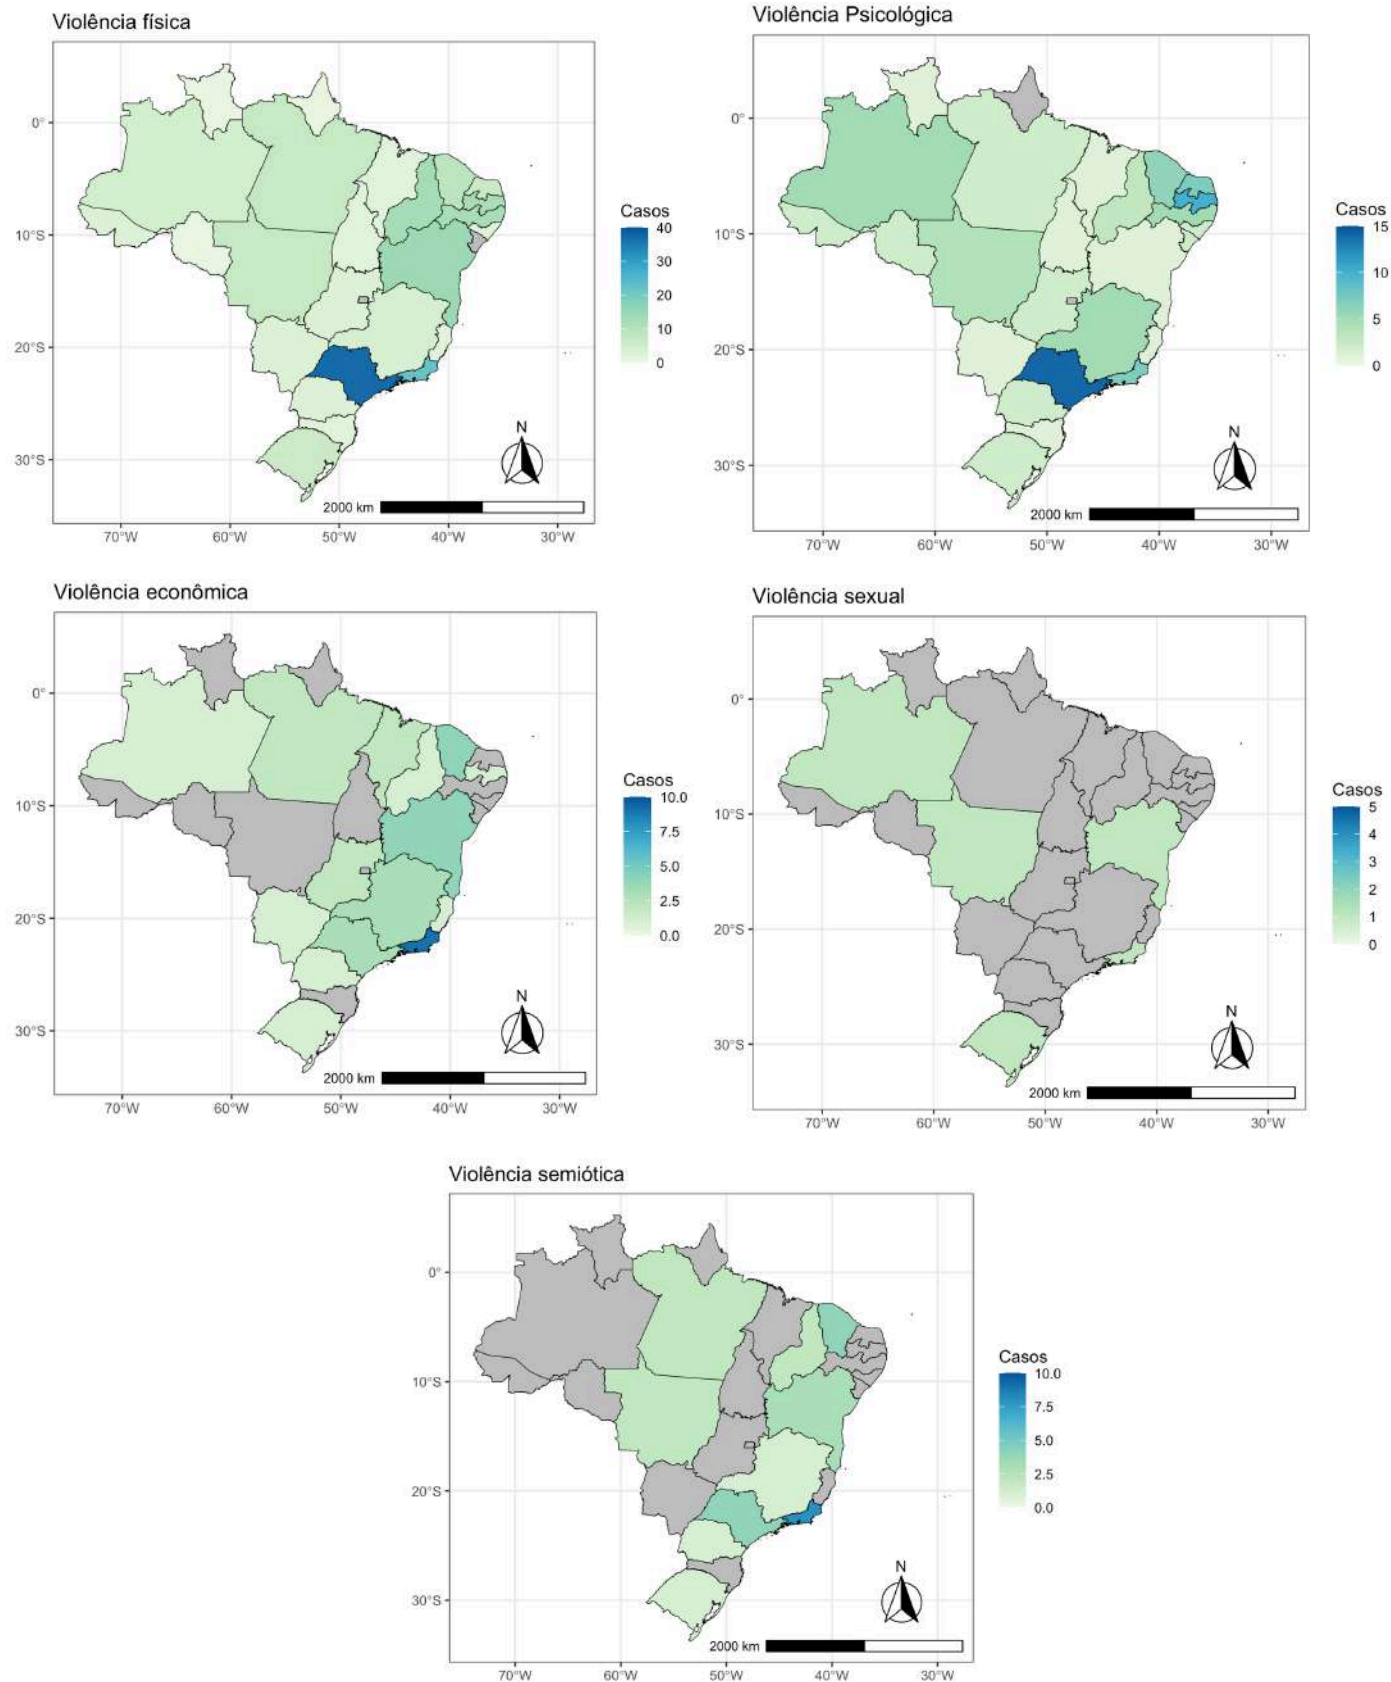 Violência física
0°
10°S
20°S
30°S
70°W 60°W 50°W 40°W 30°W
N
2000 km
Casos
40
30
20
10
0
Violência Psicológica
0°
10°S
20°S
30°S
70°W 60°W 50°W 40°W 30°W
N
2000 km
Casos
15
10
5
0
Violência econômica
0°
10°S
20°S
30°S
70°W 60°W 50°W 40°W 30°W
N
2000 km
Casos
10.0
7.5
5.0
2.5
0.0
Violência sexual
0°
10°S
20°S
30°S
70°W 60°W 50°W 40°W 30°W
N
2000 km
Casos
5
4
3
2
1
0
Violência semiótica
0°
10°S
20°S
30°S
70°W 60°W 50°W 40°W 30°W
N
2000 km
Casos
10.0
7.5
5.0
2.5
0.0